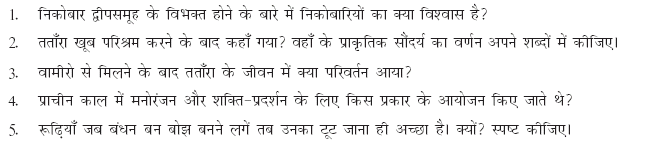 1. निकोबार द्वीपसमूह के विभक्त होने के बारे में निकोबारियों का क्या विश्वास है?
2. तताँरा खूब परिश्रम करने के बाद कहाँ गया? वहाँ के प्राकृतिक सौंदर्य का वर्णन अपने शब्दों में कीजिए।
3. वामीरो से मिलने के बाद तताँरा के जीवन में क्या परिवर्तन आया?
4. प्राचीन काल में मनोरंजन और शक्ति-प्रदर्शन के लिए किस प्रकार के आयोजन किए जाते थे?
5. रूढ़ियाँ जब बंधन बन बोझ बनने लगें तब उनका टूट जाना ही अच्छा है। क्यों? स्पष्ट कीजिए।